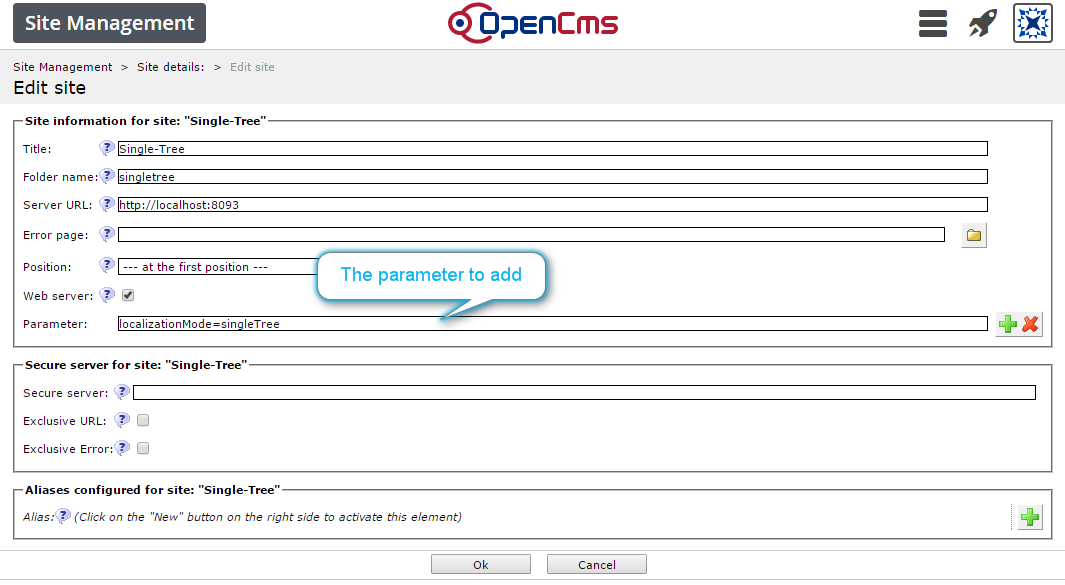 Site Management
OpenCms
Site Management > Site details: > Edit site
Edit site
Site information for site: "Single-Tree"
Title: ? Single-Tree
Folder name: ? singletree
Server URL: ? http://localhost:8093
Error page: ?
Position: ? --- at the first position ---
The parameter to add
Web server: ?
Parameter: localizationMode=singleTree
Secure server for site: "Single-Tree"
Secure server: ?
Exclusive URL: ?
Exclusive Error: ?
Aliases configured for site: "Single-Tree"
Alias: ? (Click on the "New" button on the right side to activate this element)
Ok Cancel